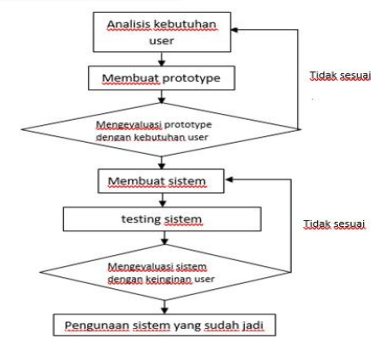 Analisis kebutuhan
user
Membuat prototype
Tidak sesuai
Mengevaluasi prototype
dengan kebutuhan user
Membuat sistem
testing sistem
Tidak sesuai
Mengevaluasi sistem
dengan keinginan user
Pengunaan sistem yang sudah jadi